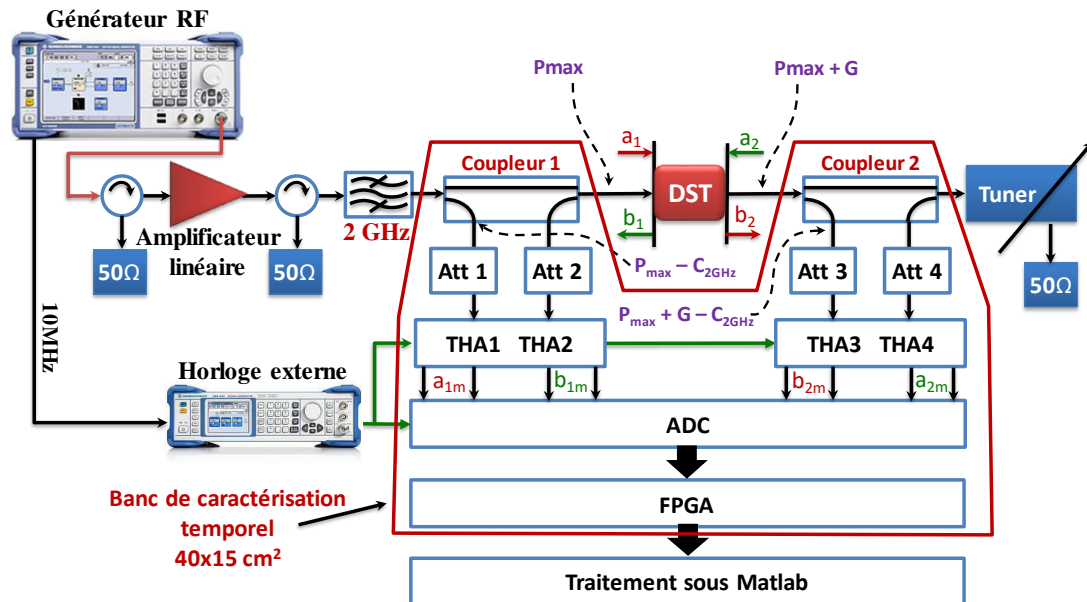 Générateur RF
Pmax
Pmax + G
a1
a2
Coupleur 1
Coupleur 2
DST
Tuner
b1
b2
2 GHz
Amplificateur
linéaire
50Ω
50Ω
50Ω
Att 1
Att 2
Pmax – C2GHz
Att 3
Att 4
Pmax + G – C2GHz
10MHz
THA1
THA2
THA3
THA4
Horloge externe
a1m
b1m
b2m
a2m
ADC
Banc de caractérisation
temporel
40x15 cm²
FPGA
Traitement sous Matlab